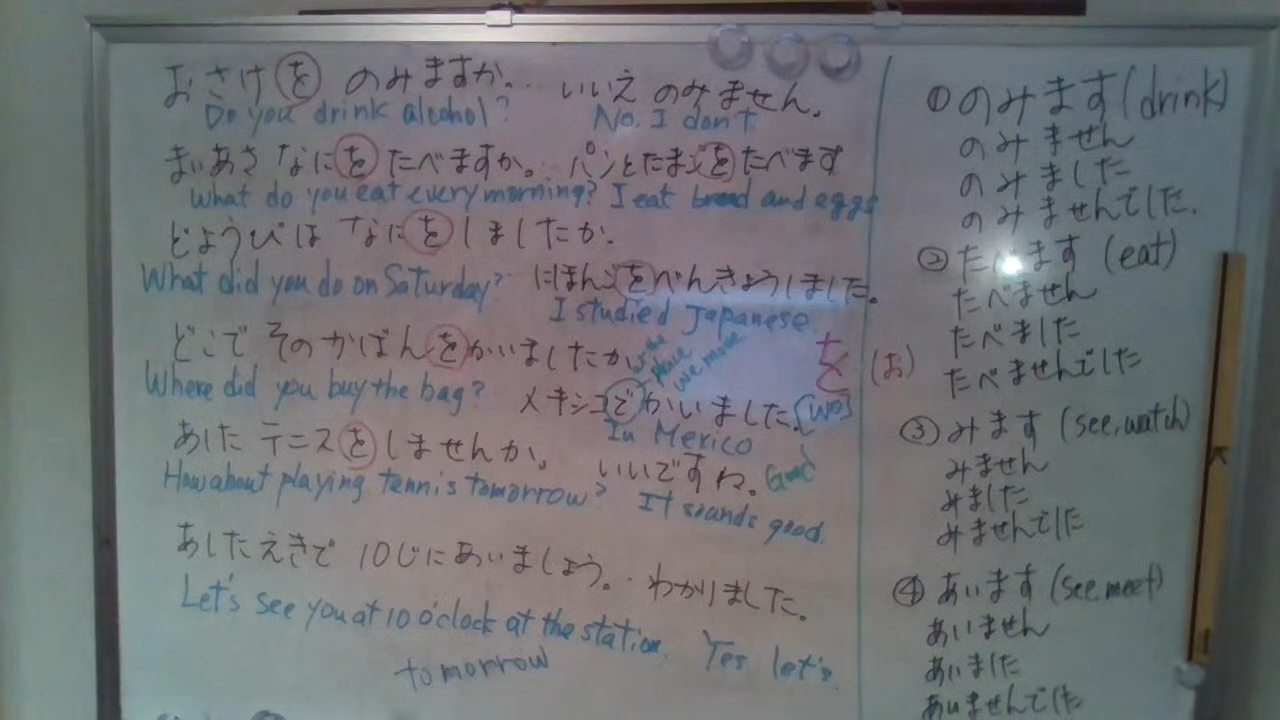 おさけを のみますか。 いいえ のみません。
Do you drink alcohol? No. I don't
まいあさ なにを たべますか。 パンとたまごを たべます
What do you eat every morning? I eat bread and eggs
どようびは なにを しましたか。
What did you do on Saturday? にほんごを べんきょうしました。
I studied Japanese
どこで そのかばんを かいましたか
the place we move
Where did you buy the bag? メキシコで かいました。
In Mexico
を (お)
[wo]
あした テニスを しませんか。 いいですね。 Good
How about playing tennis tomorrow? It sounds good.
あした えきで 10じに あいましょう。 わかりました。
Let's see you at 10 o'clock at the station. Yes let's.
tomorrow
① のみます (drink)
のみません
のみました
のみませんでした.
② たべます (eat)
たべません
たべました
たべませんでした
③ みます (see, watch)
みません
みました
みませんでした
④ あいます (see, meet)
あいません
あいました
あいませんでした